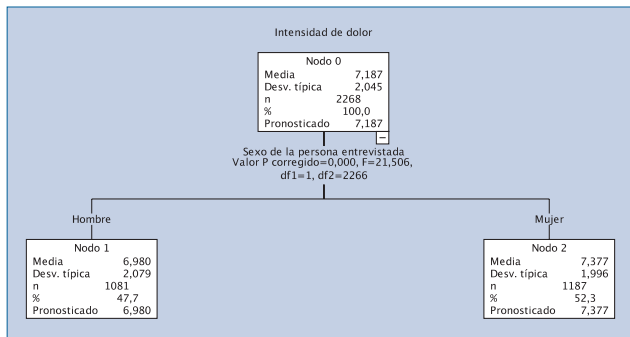 Intensidad de dolor
Nodo 0
Media 7,187
Desv. típica 2,045
n 2268
% 100,0
Pronosticado 7,187
Sexo de la persona entrevistada
Valor P corregido=0,000, F=21,506,
df1=1, df2=2266
Hombre
Nodo 1
Media 6,980
Desv. típica 2,079
n 1081
% 47,7
Pronosticado 6,980
Mujer
Nodo 2
Media 7,377
Desv. típica 1,996
n 1187
% 52,3
Pronosticado 7,377